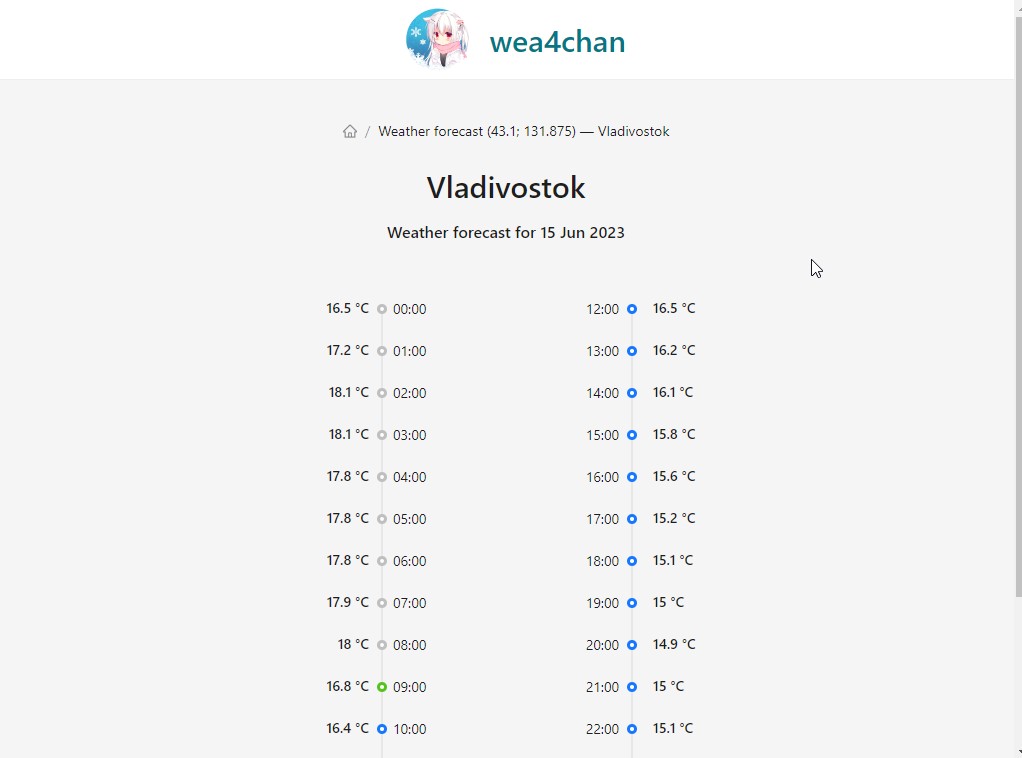 wea4chan
/ Weather forecast (43.1; 131.875) — Vladivostok
Vladivostok
Weather forecast for 15 Jun 2023
16.5 °C 00:00
17.2 °C 01:00
18.1 °C 02:00
18.1 °C 03:00
17.8 °C 04:00
17.8 °C 05:00
17.8 °C 06:00
17.9 °C 07:00
18 °C 08:00
16.8 °C 09:00
16.4 °C 10:00
12:00 16.5 °C
13:00 16.2 °C
14:00 16.1 °C
15:00 15.8 °C
16:00 15.6 °C
17:00 15.2 °C
18:00 15.1 °C
19:00 15 °C
20:00 14.9 °C
21:00 15 °C
22:00 15.1 °C